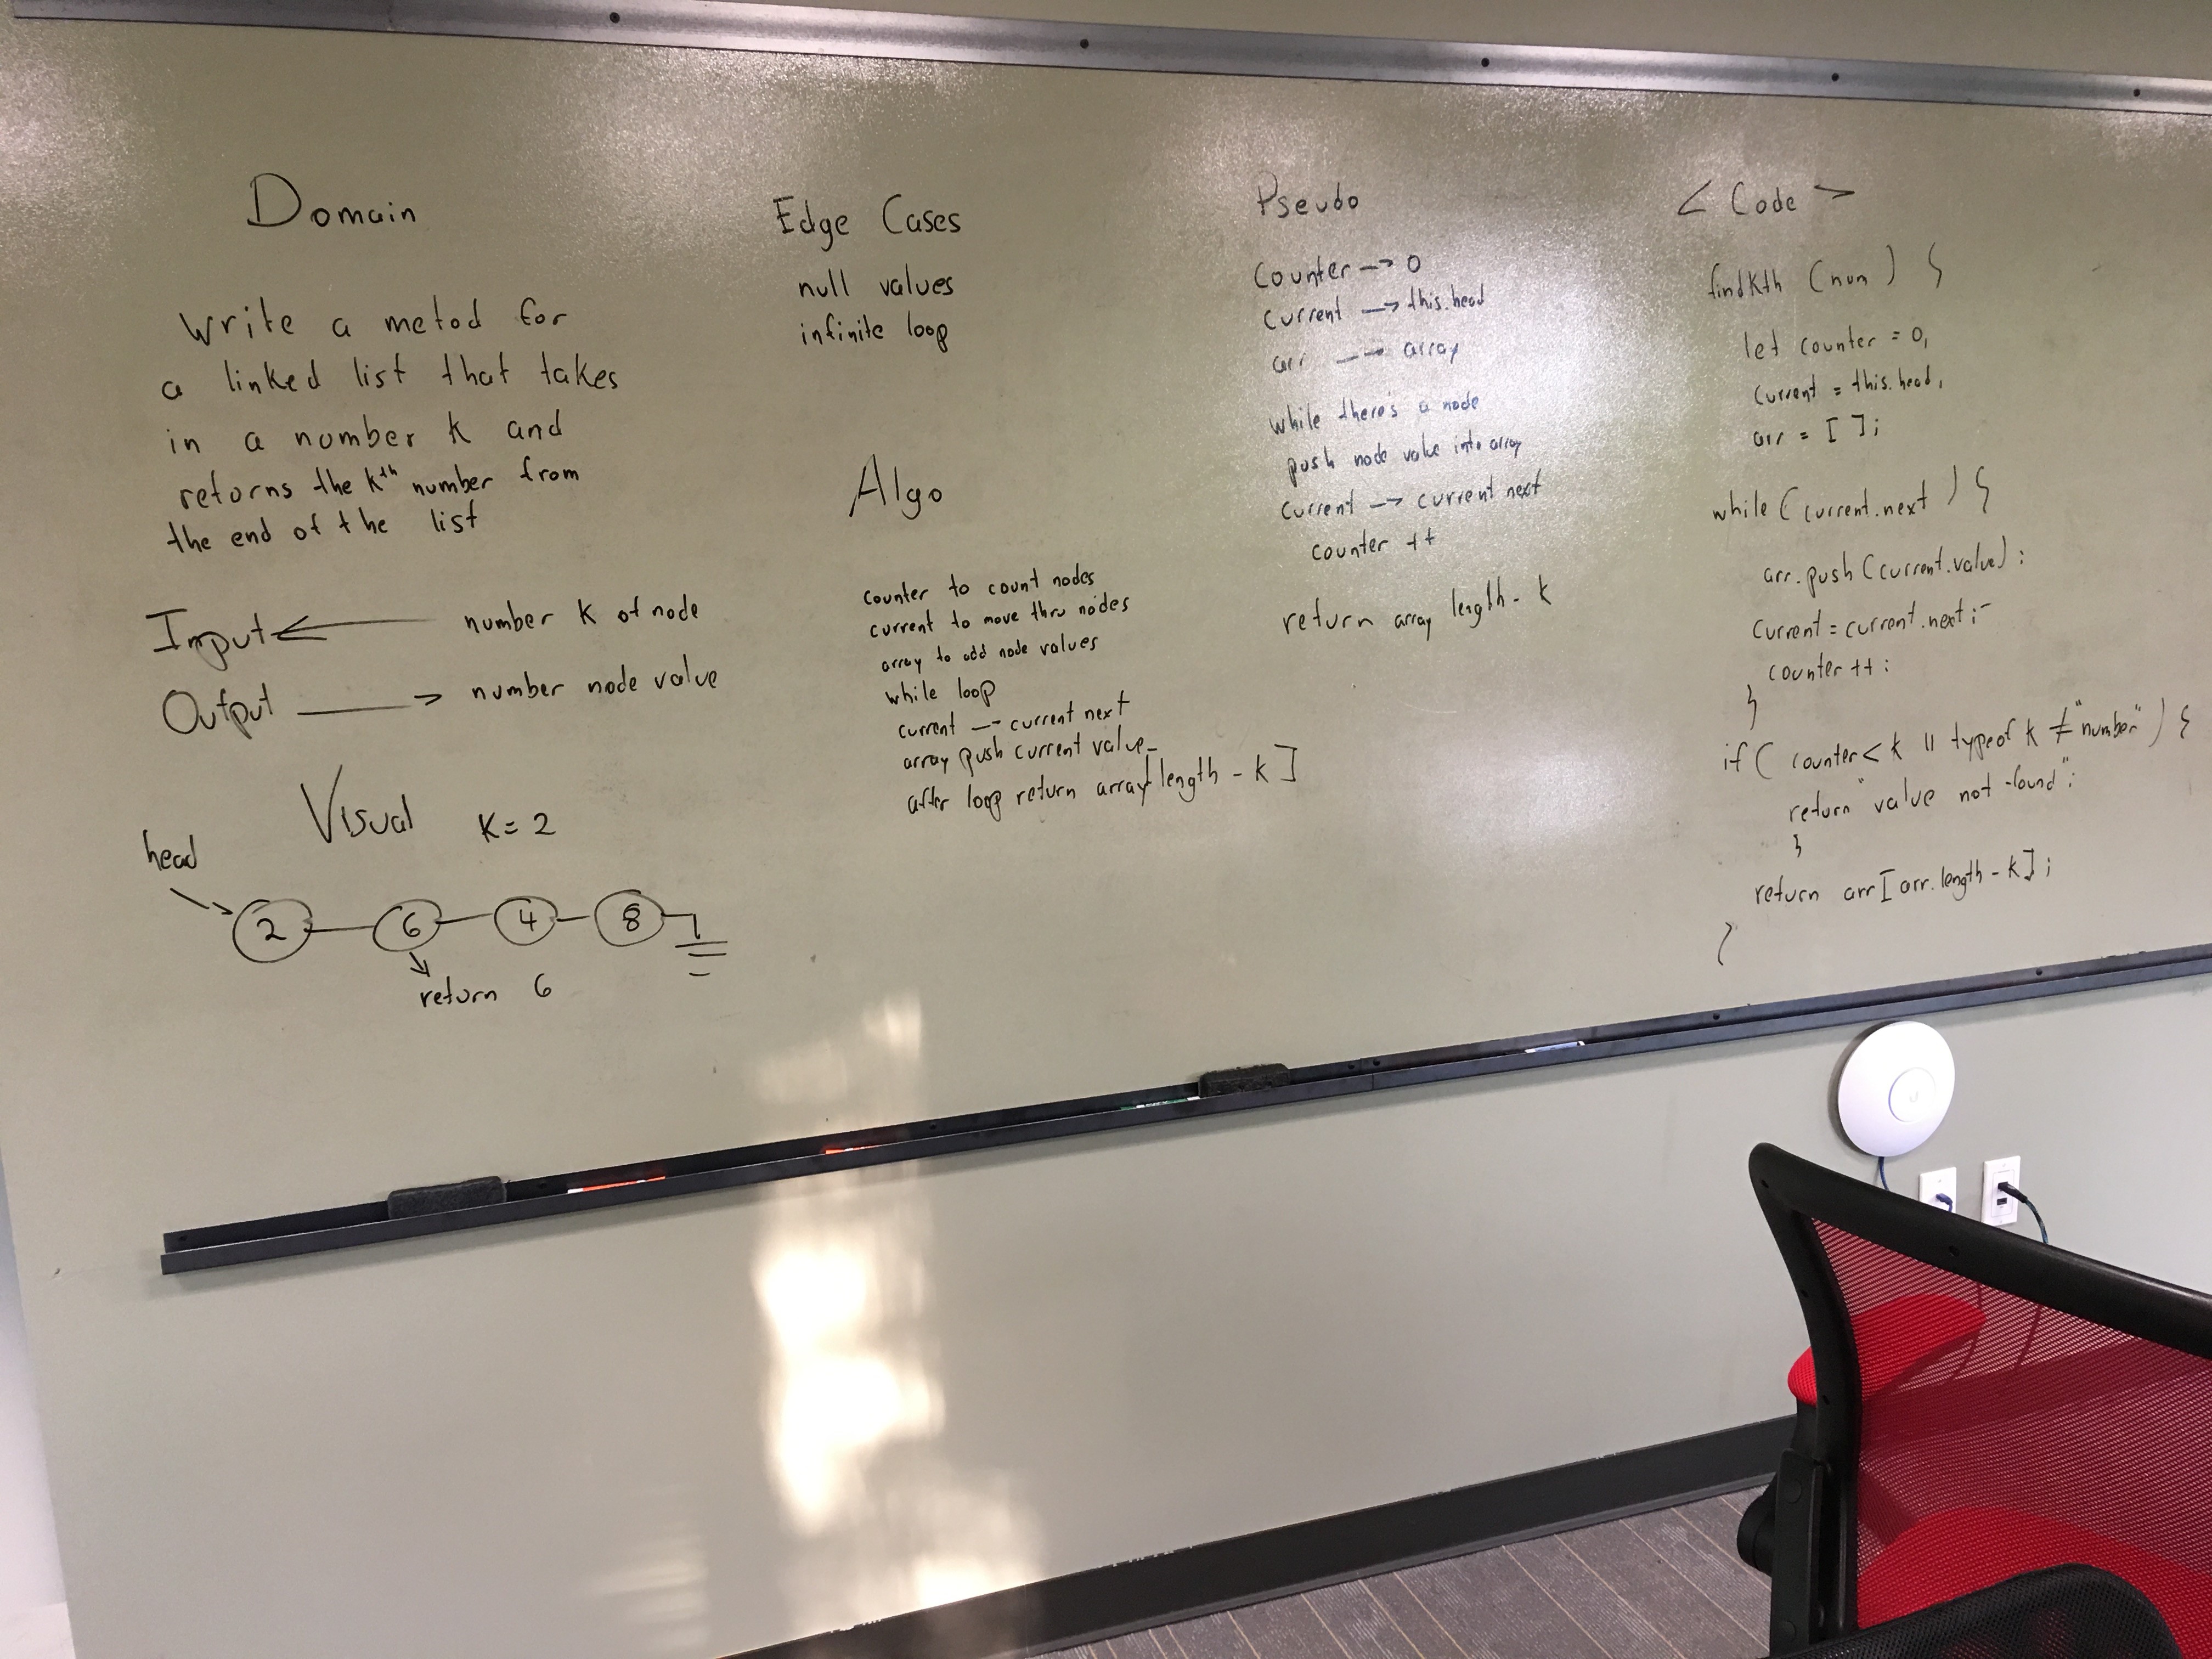 Domain
Write a metod for
a linked list that takes
in a number k and
returns the kth number from
the end of the list
Input <— number k of node
Output —> number node value
Visual K = 2
head
2 6 4 8
return 6
Edge Cases
null values
infinite loop
Algo
counter to count nodes
current to move thru nodes
array to add node values
while loop
current → current next
array push current value
after loop return array[length - k]
Pseudo
Counter → 0
current → this.head
arr → array
while there's a node
push node value into array
current → current next
counter ++
return array length - k
< Code >
findKth (num) {
let counter = 0,
current = this.head,
arr = [ ];
while (current.next) {
arr.push(current.value);
current = current.next;
counter ++;
}
if ( counter < k || typeof k ≠ "number" ) {
return "value not found";
}
return arr[arr.length - k];
}